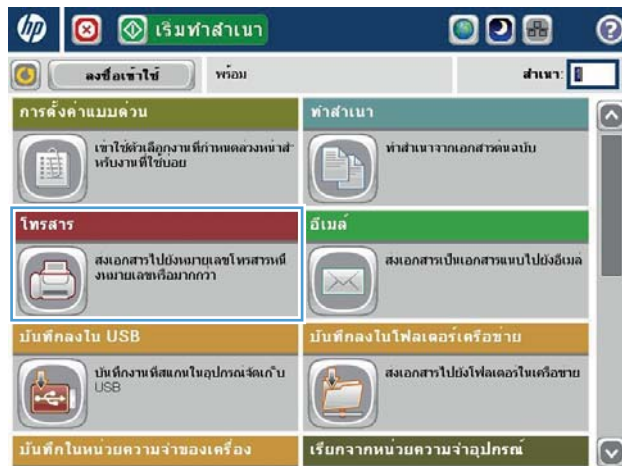 hp เริ่มทำสำเนา ?
ลงชื่อเข้าใช้ พร้อม สำเนา:
การตั้งค่าแบบด่วน
เข้าใช้ตัวเลือกงานที่กำหนดล่วงหน้าสำ
หรับงานที่ใช้บ่อย
ทำสำเนา
ทำสำเนาจากเอกสารต้นฉบับ
โทรสาร
ส่งเอกสารไปยังหมายเลขโทรสารหนึ่
งหมายเลขหรือมากกว่า
อีเมล์
ส่งเอกสารเป็นเอกสารแนบไปยังอีเมล์
บันทึกลงใน USB
บันทึกงานที่สแกนในอุปกรณ์จัดเก็บ
USB
บันทึกลงในโฟลเดอร์เครือข่าย
ส่งเอกสารไปยังโฟลเดอร์ในเครือข่าย
บันทึกในหน่วยความจำของเครื่อง
เรียกจากหน่วยความจำอุปกรณ์